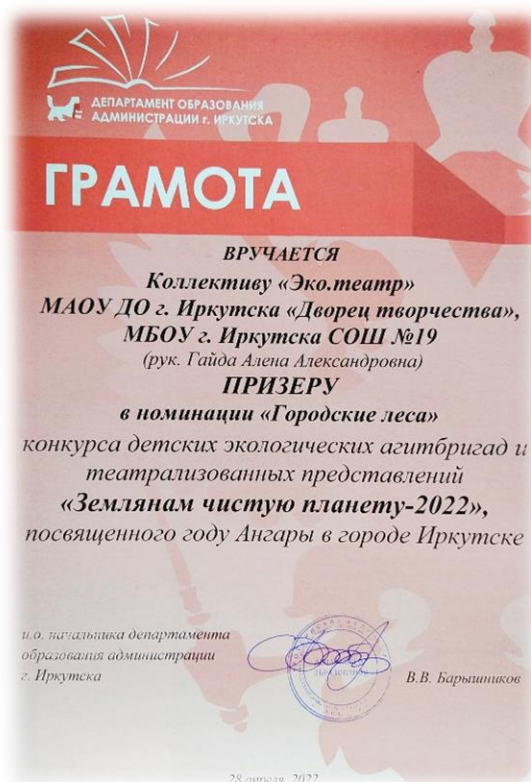 ДЕПАРТАМЕНТ ОБРАЗОВАНИЯ
АДМИНИСТРАЦИИ г. ИРКУТСКА
ГРАМОТА
ВРУЧАЕТСЯ
Коллективу «Эко.театр»
МАОУ ДО г. Иркутска «Дворец творчества»,
МБОУ г. Иркутска СОШ №19
(рук. Гайда Алена Александровна)
ПРИЗЕРУ
в номинации «Городские леса»
конкурса детских экологических агитбригад и
театрализованных представлений
«Землянам чистую планету-2022»,
посвященного году Ангары в городе Иркутске
и.о. начальника департамента
образования администрации
г. Иркутска
В.В. Барышников
28 апреля, 2022